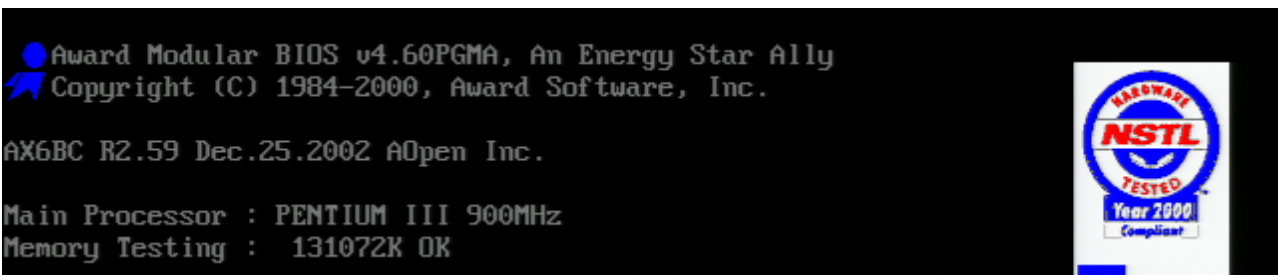 Award Modular BIOS v4.60PGMA, An Energy Star Ally
Copyright (C) 1984-2000, Award Software, Inc.
AX6BC R2.59 Dec.25.2002 AOpen Inc.
Main Processor : PENTIUM III 900MHz
Memory Testing :  131072K OK
HARDWARE
NSTL
TESTED
™
Year 2000
Compliant